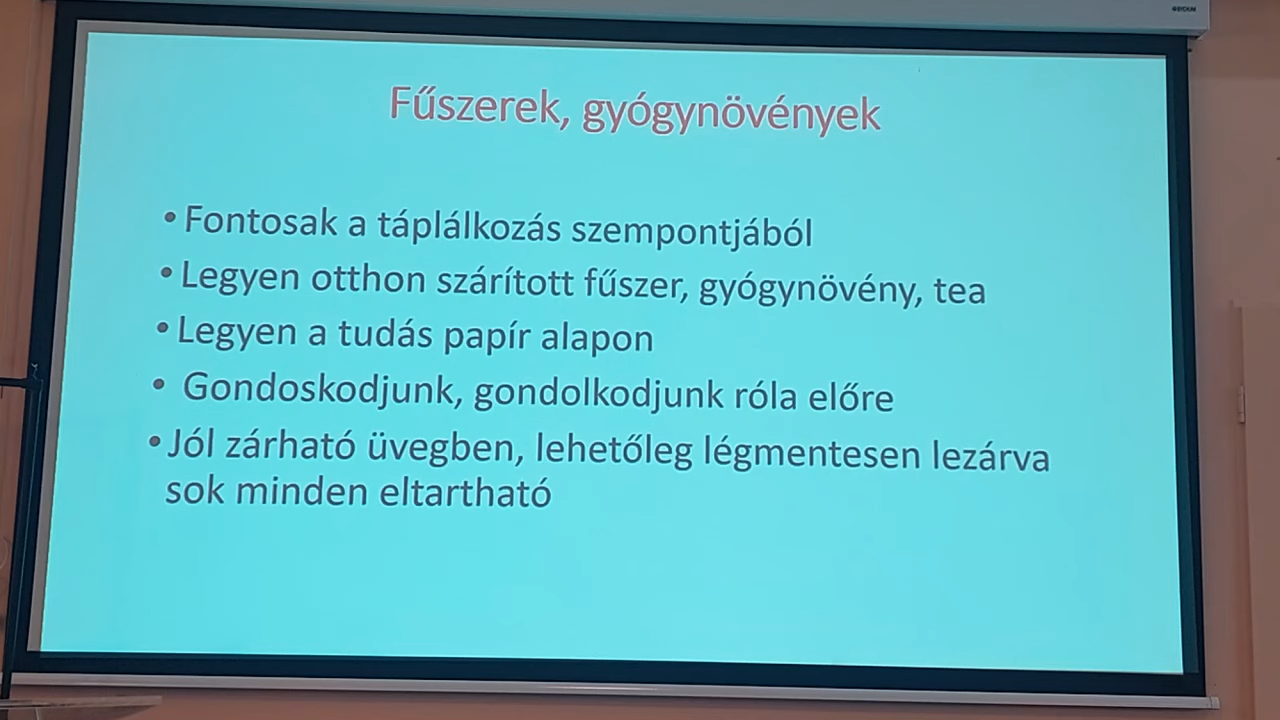 Fűszerek, gyógynövények
• Fontosak a táplálkozás szempontjából
• Legyen otthon szárított fűszer, gyógynövény, tea
• Legyen a tudás papír alapon
• Gondoskodjunk, gondolkodjunk róla előre
• Jól zárható üvegben, lehetőleg légmentesen lezárva
sok minden eltartható